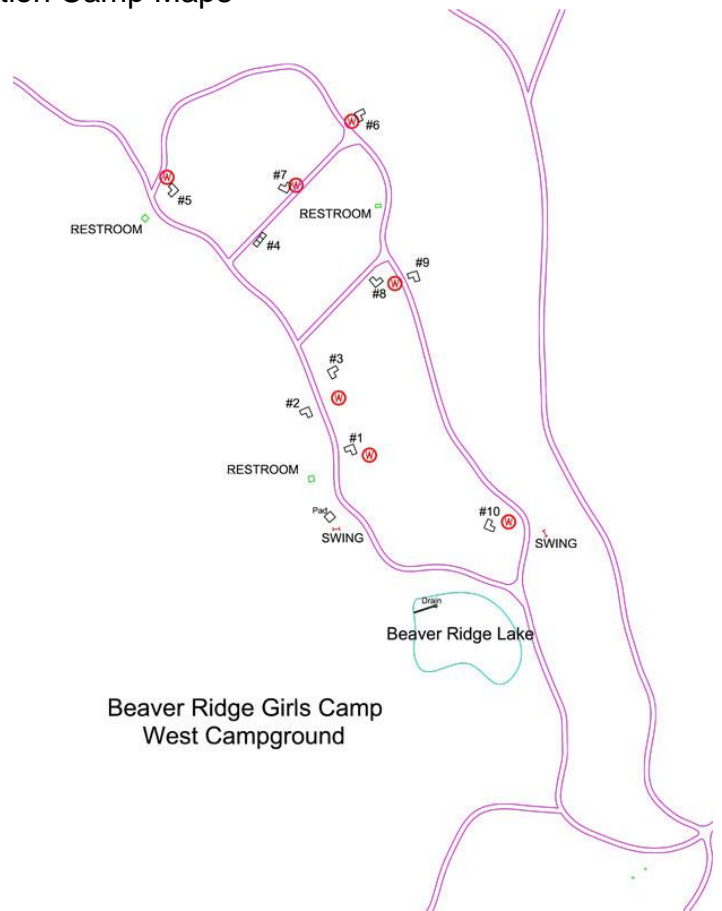 tion Camp Maps
#6
W
W
#7
W
#5
RESTROOM
RESTROOM
#4
#9
#8
W
#3
W
#2
#1
W
RESTROOM
Pad
SWING
#10
W
SWING
Drain
Beaver Ridge Lake
Beaver Ridge Girls Camp
West Campground